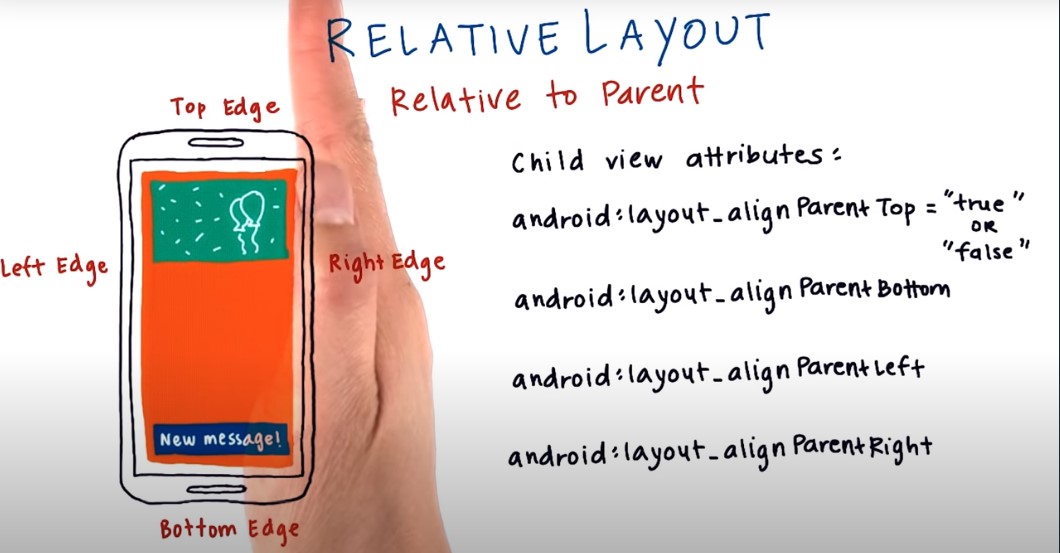 RELATIVE LAYOUT
Relative to Parent
Top Edge
Left Edge
Right Edge
New message!
Bottom Edge
Child view attributes:
android:layout_alignParentTop = "true"
OR
"false"
android:layout_alignParentBottom
android:layout_alignParentLeft
android:layout_alignParentRight